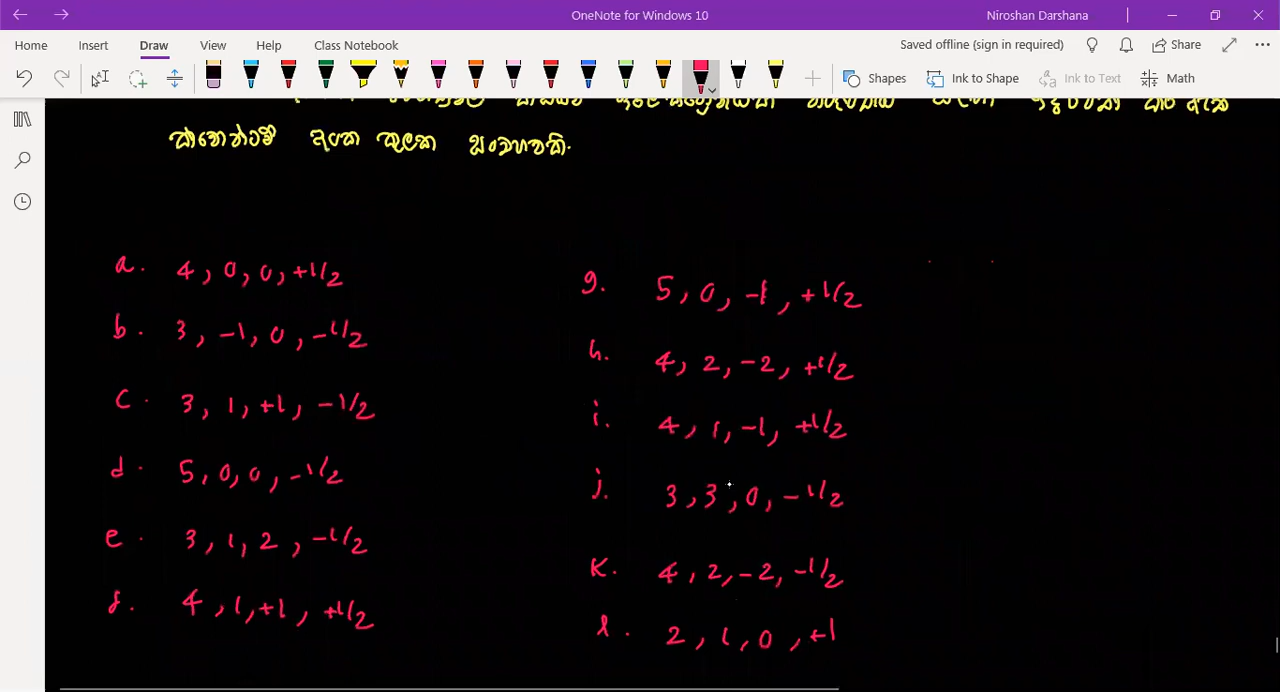 OneNote for Windows 10
Niroshan Darshana
Home Insert Draw View Help Class Notebook
Saved offline (sign in required) Share
Shapes Ink to Shape Ink to Text Math
අංක කුලක සංඛ්‍යාවකි.
a. 4, 0, 0, +1/2
b. 3, -1, 0, -1/2
c. 3, 1, +1, -1/2
d. 5, 0, 0, -1/2
e. 3, 1, 2, -1/2
f. 4, 1, +1, +1/2
g. 5, 0, -1, +1/2
h. 4, 2, -2, +1/2
i. 4, 1, -1, +1/2
j. 3, 3, 0, -1/2
k. 4, 2, -2, -1/2
l. 2, 1, 0, +1